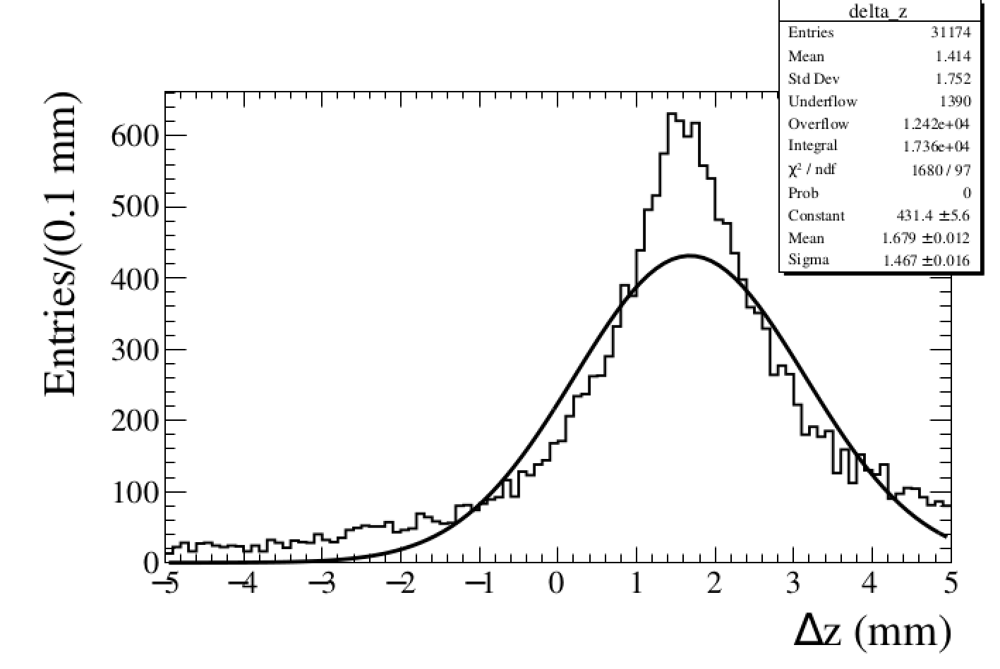 delta_z
Entries 31174
Mean 1.414
Std Dev 1.752
Underflow 1390
Overflow 1.242e+04
Integral 1.736e+04
χ² / ndf 1680 / 97
Prob 0
Constant 431.4 ±5.6
Mean 1.679 ±0.012
Sigma 1.467 ±0.016
Entries/(0.1 mm)
600
500
400
300
200
100
0
−5 −4 −3 −2 −1 0 1 2 3 4 5
Δz (mm)